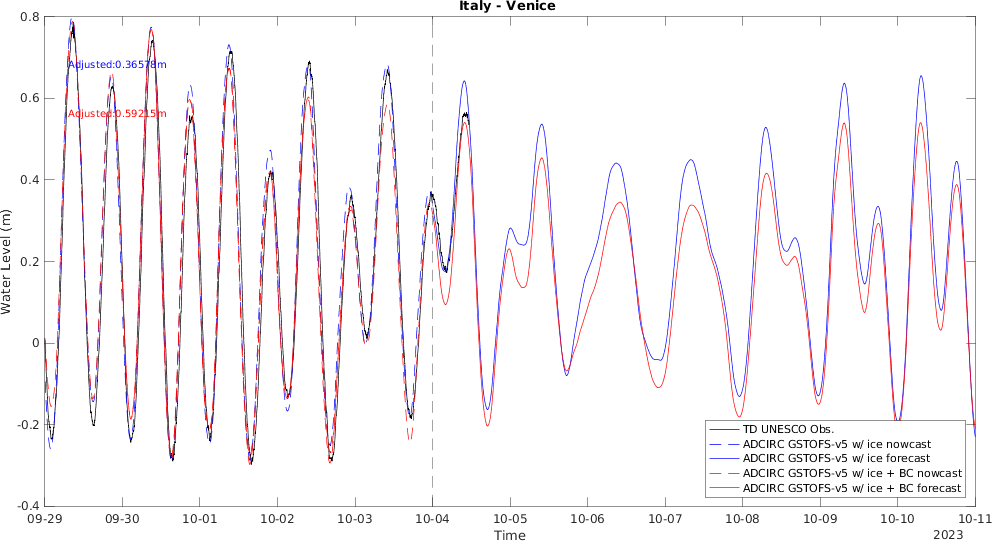 Italy - Venice
0.8
0.6
0.4
0.2
0
-0.2
-0.4
Water Level (m)
Adjusted:0.36578m
Adjusted:0.59215m
TD UNESCO Obs.
ADCIRC GSTOFS-v5 w/ ice nowcast
ADCIRC GSTOFS-v5 w/ ice forecast
ADCIRC GSTOFS-v5 w/ ice + BC nowcast
ADCIRC GSTOFS-v5 w/ ice + BC forecast
09-29 09-30 10-01 10-02 10-03 10-04 10-05 10-06 10-07 10-08 10-09 10-10 10-11
Time
2023